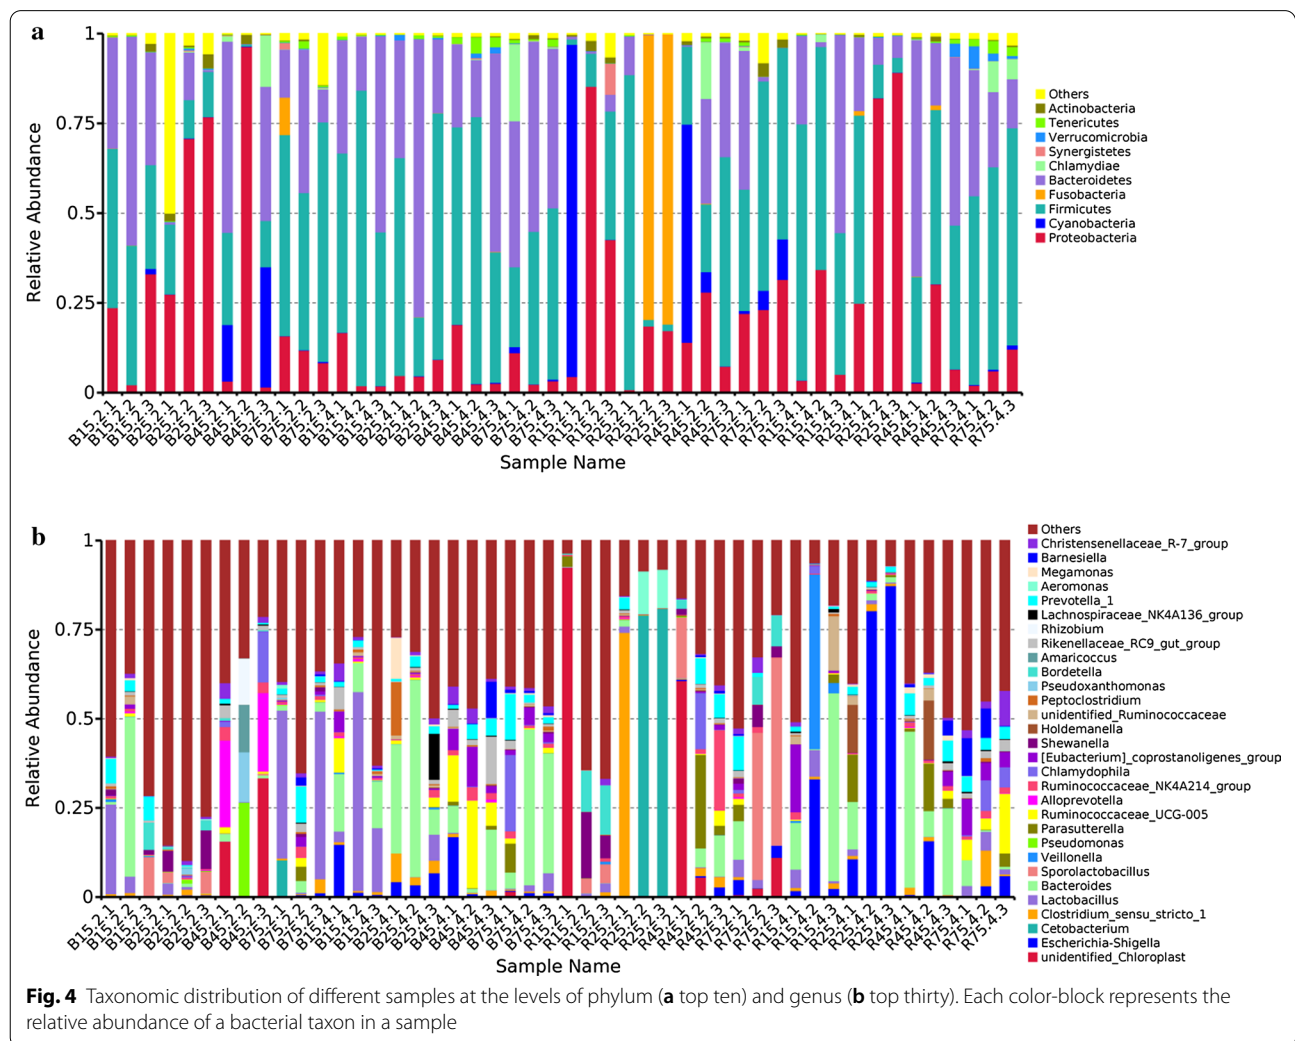 a
1
0.75
0.5
0.25
0
Relative Abundance
Others
Actinobacteria
Tenericutes
Verrucomicrobia
Synergistetes
Chlamydiae
Bacteroidetes
Fusobacteria
Firmicutes
Cyanobacteria
Proteobacteria
B15.2.1
B15.2.2
B15.2.3
B25.2.1
B25.2.2
B25.2.3
B45.2.1
B45.2.2
B45.2.3
B75.2.1
B75.2.2
B75.2.3
B15.4.1
B15.4.2
B15.4.3
B25.4.1
B25.4.2
B25.4.3
B45.4.1
B45.4.2
B45.4.3
B75.4.1
B75.4.2
B75.4.3
R15.2.1
R15.2.2
R15.2.3
R25.2.1
R25.2.2
R25.2.3
R45.2.1
R45.2.2
R45.2.3
R75.2.1
R75.2.2
R75.2.3
R15.4.1
R15.4.2
R15.4.3
R25.4.1
R25.4.2
R25.4.3
R45.4.1
R45.4.2
R45.4.3
R75.4.1
R75.4.2
R75.4.3
Sample Name
b
1
0.75
0.5
0.25
0
Relative Abundance
Others
Christensenellaceae_R-7_group
Barnesiella
Megamonas
Aeromonas
Prevotella_1
Lachnospiraceae_NK4A136_group
Rhizobium
Rikenellaceae_RC9_gut_group
Amaricoccus
Bordetella
Pseudoxanthomonas
Peptoclostridium
unidentified_Ruminococcaceae
Holdemanella
Shewanella
[Eubacterium]_coprostanoligenes_group
Chlamydophila
Ruminococcaceae_NK4A214_group
Alloprevotella
Ruminococcaceae_UCG-005
Parasutterella
Pseudomonas
Veillonella
Sporolactobacillus
Bacteroides
Lactobacillus
Clostridium_sensu_stricto_1
Cetobacterium
Escherichia-Shigella
unidentified_Chloroplast
B15.2.1
B15.2.2
B15.2.3
B25.2.1
B25.2.2
B25.2.3
B45.2.1
B45.2.2
B45.2.3
B75.2.1
B75.2.2
B75.2.3
B15.4.1
B15.4.2
B15.4.3
B25.4.1
B25.4.2
B25.4.3
B45.4.1
B45.4.2
B45.4.3
B75.4.1
B75.4.2
B75.4.3
R15.2.1
R15.2.2
R15.2.3
R25.2.1
R25.2.2
R25.2.3
R45.2.1
R45.2.2
R45.2.3
R75.2.1
R75.2.2
R75.2.3
R15.4.1
R15.4.2
R15.4.3
R25.4.1
R25.4.2
R25.4.3
R45.4.1
R45.4.2
R45.4.3
R75.4.1
R75.4.2
R75.4.3
Sample Name
Fig. 4 Taxonomic distribution of different samples at the levels of phylum (a top ten) and genus (b top thirty). Each color-block represents the
relative abundance of a bacterial taxon in a sample